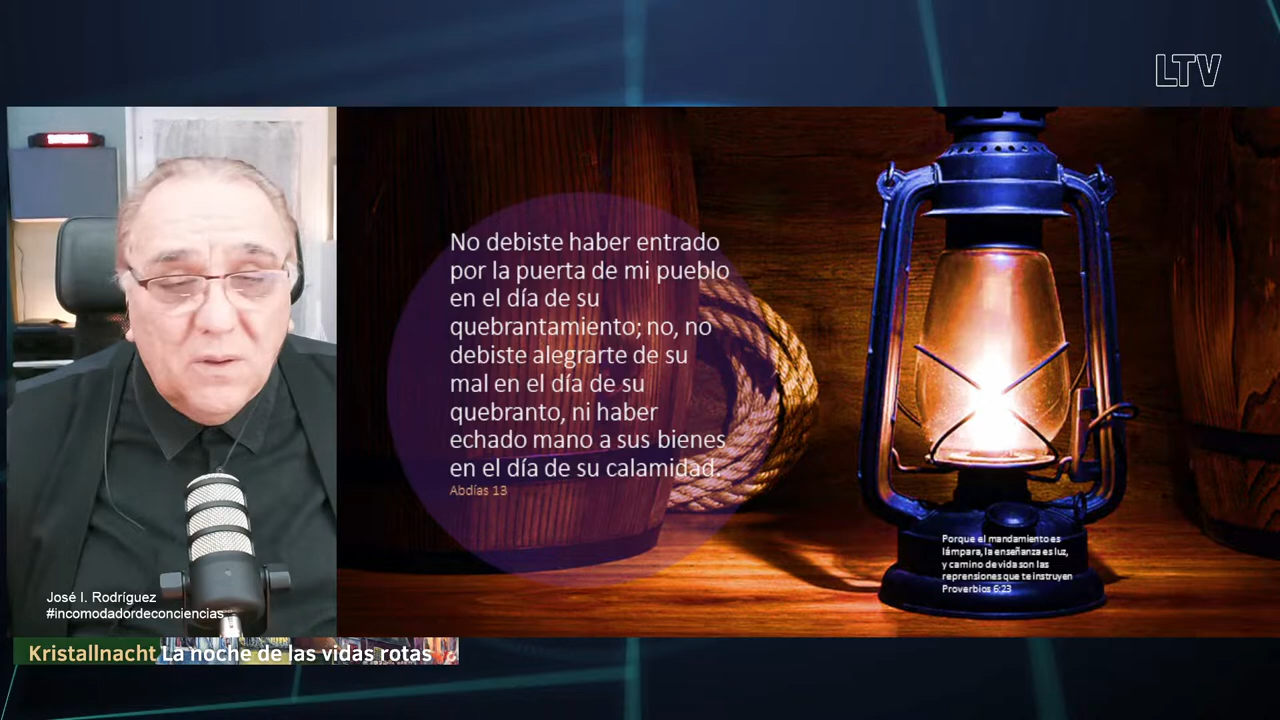 LTV
No debiste haber entrado
por la puerta de mi pueblo
en el día de su
quebrantamiento; no, no
debiste alegrarte de su
mal en el día de su
quebranto, ni haber
echado mano a sus bienes
en el día de su calamidad.
Abdías 13
Porque el mandamiento es
lámpara, la enseñanza es luz,
y camino de vida son las
reprensiones que te instruyen
Proverbios 6:23
José I. Rodríguez
#incomodadordeconciencias
Kristallnacht La noche de las vidas rotas